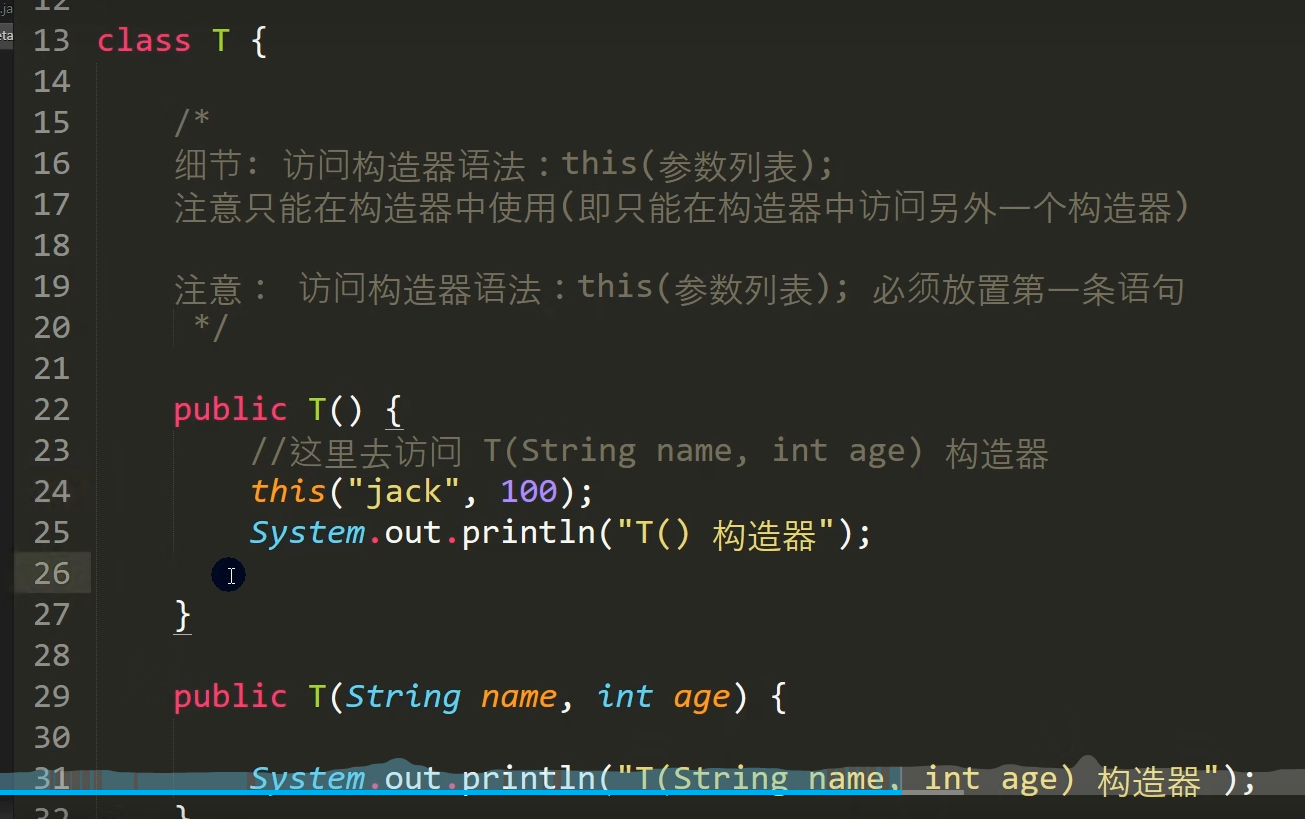 .ja
12
eta
13 class T {
14
15 /*
16 细节: 访问构造器语法：this(参数列表);
17 注意只能在构造器中使用(即只能在构造器中访问另外一个构造器)
18
19 注意： 访问构造器语法：this(参数列表); 必须放置第一条语句
20 */
21
22 public T() {
23 //这里去访问 T(String name, int age) 构造器
24 this("jack", 100);
25 System.out.println("T() 构造器");
26
27 }
28
29 public T(String name, int age) {
30
31 System.out.println("T(String name, int age) 构造器");
32 }